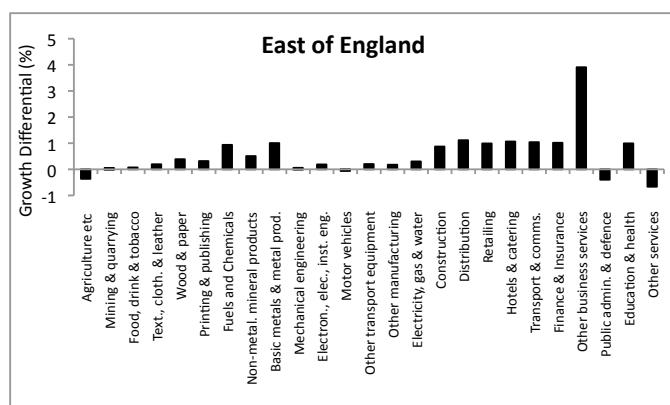 East of England
Growth Differential (%)
5
4
3
2
1
0
-1
Agriculture etc
Mining & quarrying
Food, drink & tobacco
Text., cloth. & leather
Wood & paper
Printing & publishing
Fuels and Chemicals
Non-metal. mineral products
Basic metals & metal prod.
Mechanical engineering
Electron., elec., inst. eng.
Motor vehicles
Other transport equipment
Other manufacturing
Electricity, gas & water
Construction
Distribution
Retailing
Hotels & catering
Transport & comms.
Finance & Insurance
Other business services
Public admin. & defence
Education & health
Other services